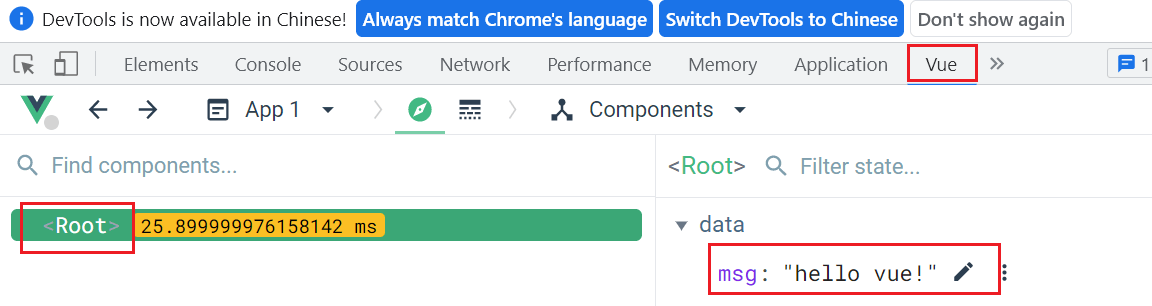 DevTools is now available in Chinese! Always match Chrome's language Switch DevTools to Chinese Don't show again
Elements Console Sources Network Performance Memory Application Vue » 1
App 1 Components
Find components... <Root> Filter state...
<Root> 25.899999976158142 ms
data
msg: "hello vue!"